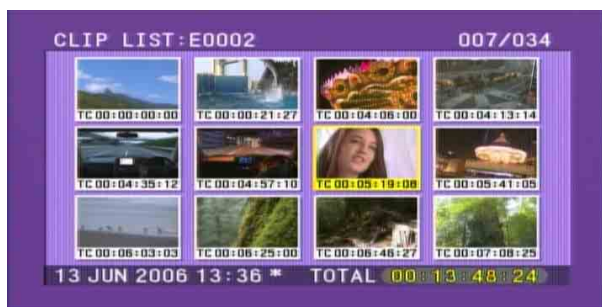 CLIP LIST:E0002 007/034
TC 00:00:00:00 TC 00:00:21:27 TC 00:04:06:00 TC 00:04:13:14
TC 00:04:35:12 TC 00:04:57:10 TC 00:05:19:08 TC 00:05:41:05
TC 00:06:03:03 TC 00:06:25:00 TC 00:06:46:27 TC 00:07:08:25
13 JUN 2006 13:36 * TOTAL 00:13:48:24